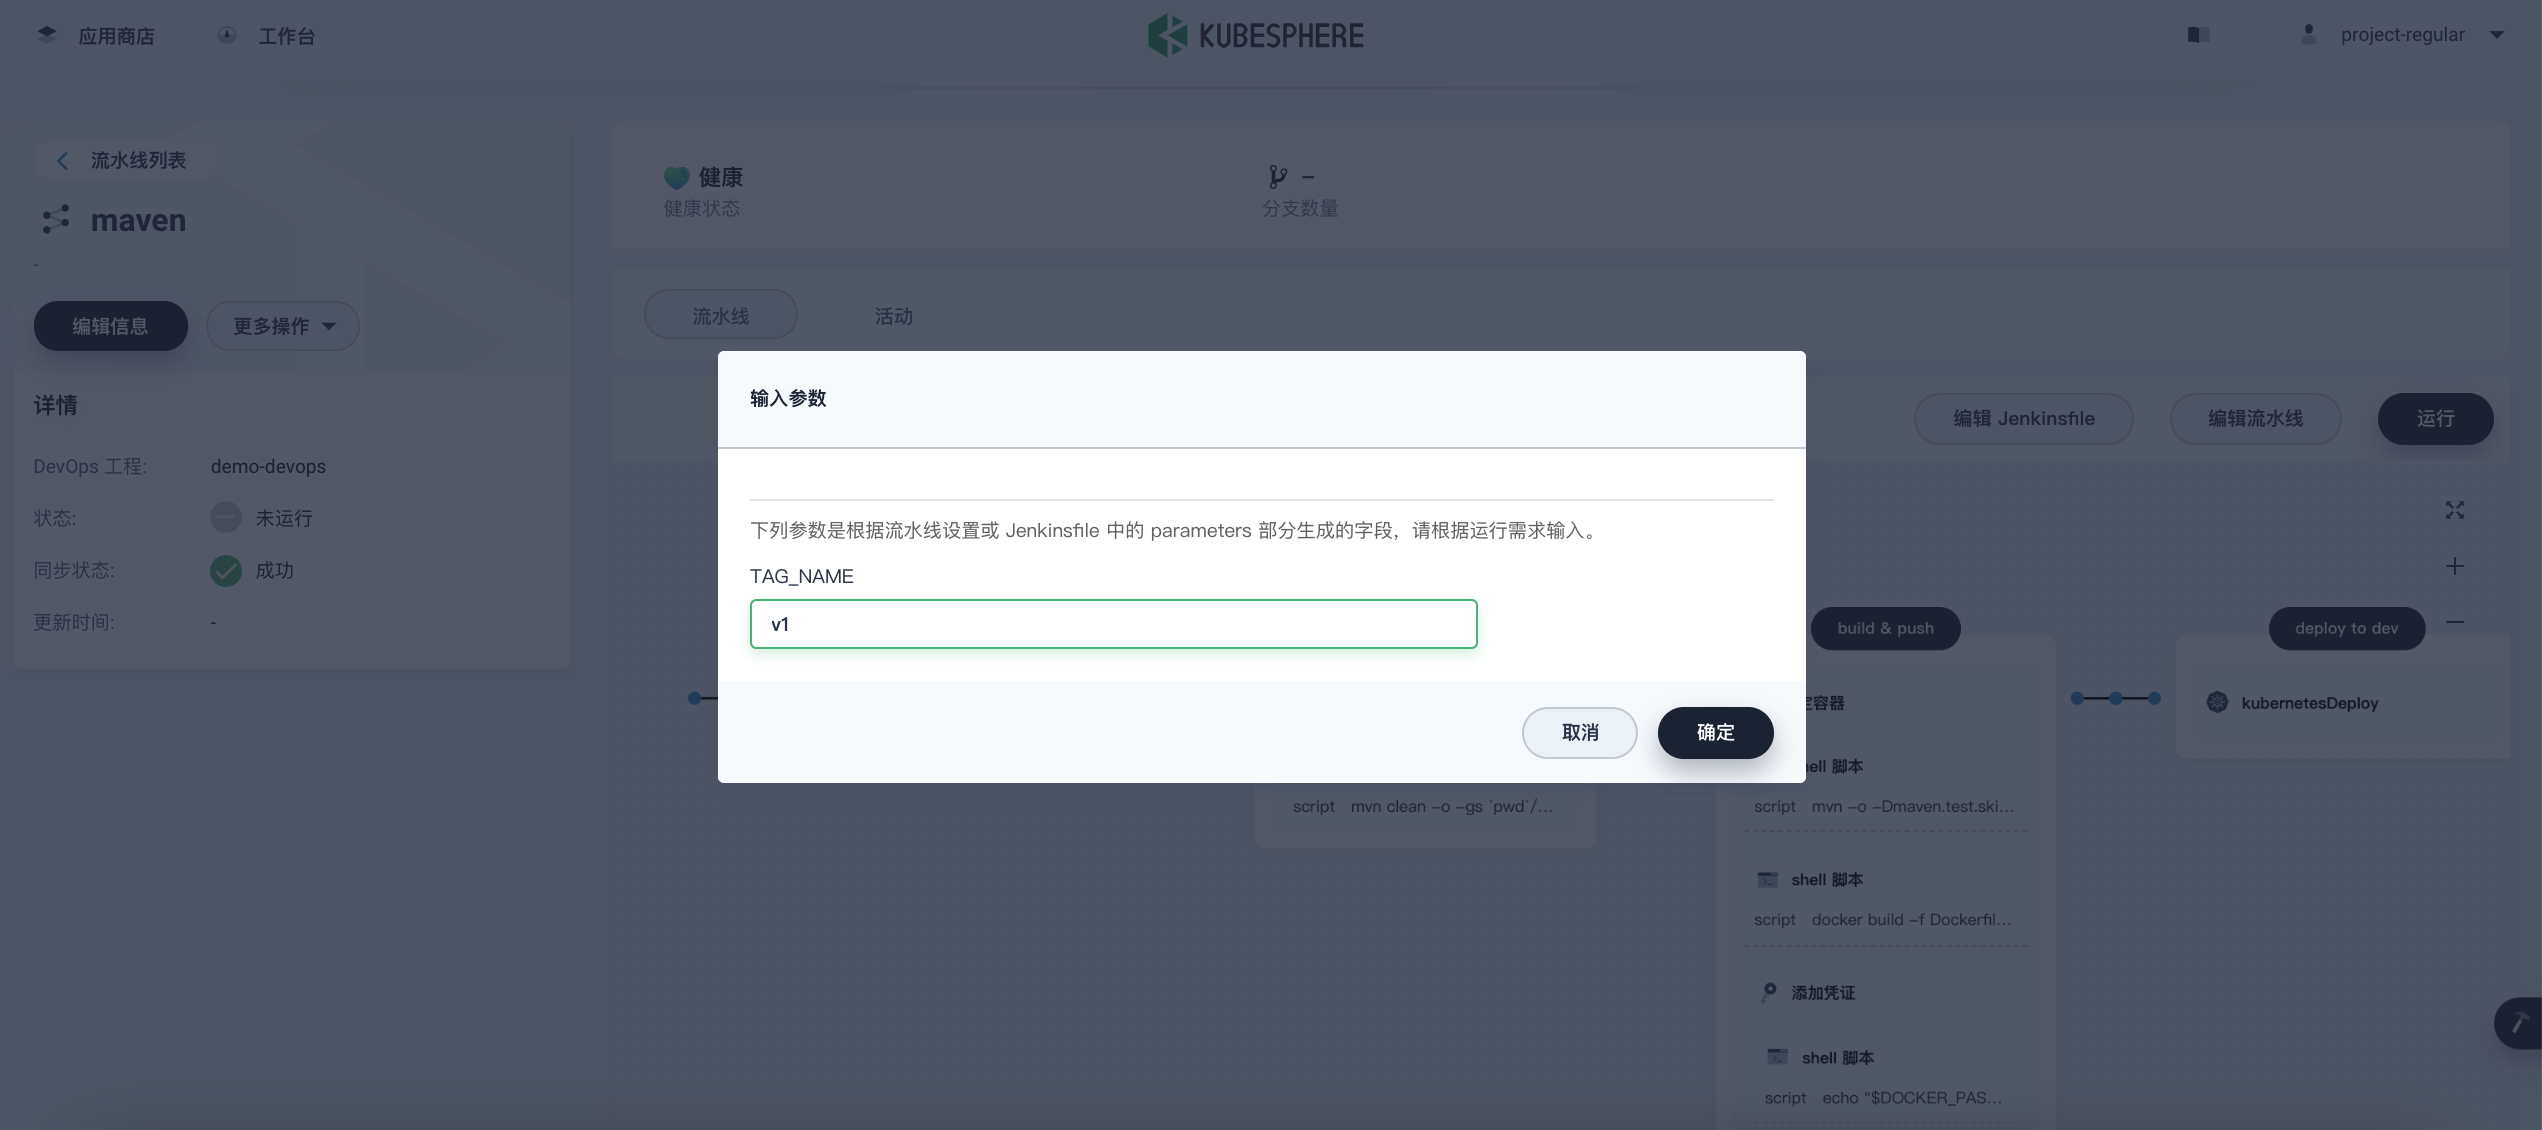 应用商店
工作台
KUBESPHERE
project-regular
流水线列表
maven
-
编辑信息
更多操作
详情
DevOps 工程:
demo-devops
状态:
未运行
同步状态:
成功
更新时间:
-
健康
健康状态
–
分支数量
流水线
活动
编辑 Jenkinsfile
编辑流水线
运行
输入参数
下列参数是根据流水线设置或 Jenkinsfile 中的 parameters 部分生成的字段，请根据运行需求输入。
TAG_NAME
v1
取消
确定
script mvn clean -o -gs `pwd`/...
build & push
定容器
hell 脚本
script mvn -o -Dmaven.test.ski...
shell 脚本
script docker build -f Dockerfil...
添加凭证
shell 脚本
script echo "$DOCKER_PAS...
deploy to dev
kubernetesDeploy